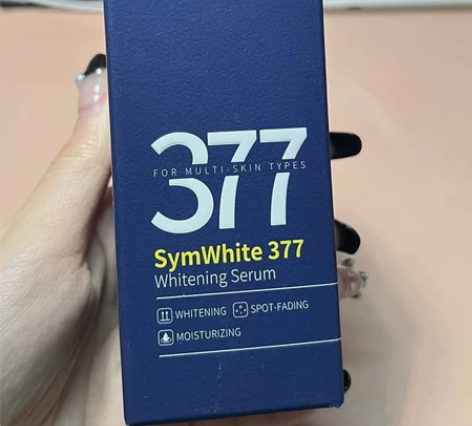 377
FOR MULTI-SKIN TYPES
SymWhite 377
Whitening Serum
WHITENING SPOT-FADING
MOISTURIZING